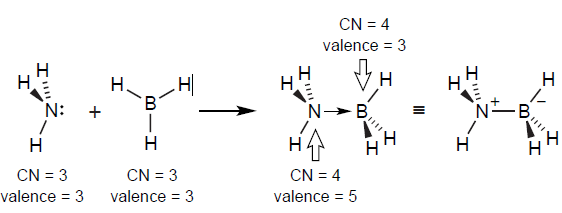 CN = 4
valence = 3
H
H
N:
H
+
H
H
B
H
H
H
N
H
B
H
H
H
≡
H
H
N+
H
B−
H
H
H
CN = 3
valence = 3
CN = 3
valence = 3
CN = 4
valence = 5